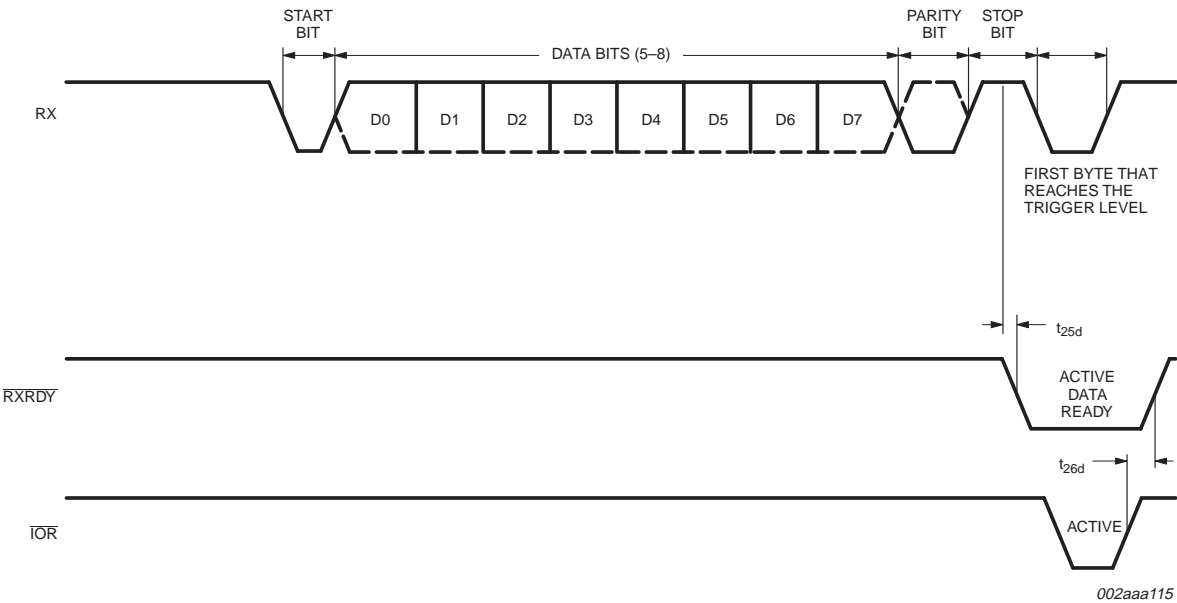 START
BIT
DATA BITS (5–8)
PARITY
BIT
STOP
BIT
RX
D0 D1 D2 D3 D4 D5 D6 D7
FIRST BYTE THAT
REACHES THE
TRIGGER LEVEL
t25d
RXRDY
ACTIVE
DATA
READY
t26d
IOR
ACTIVE
002aaa115